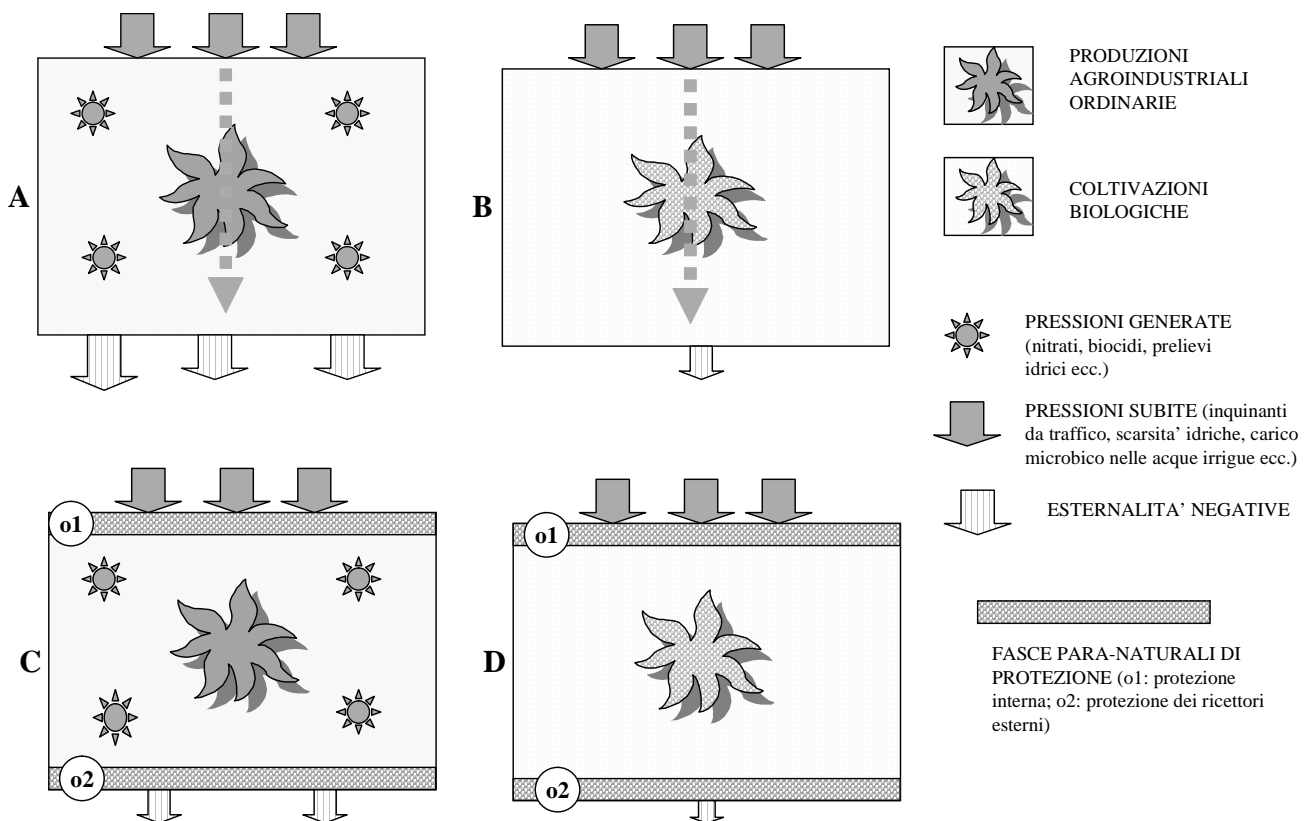 A
B
PRODUZIONI
AGROINDUSTRIALI
ORDINARIE
COLTIVAZIONI
BIOLOGICHE
PRESSIONI GENERATE
(nitrati, biocidi, prelievi
idrici ecc.)
PRESSIONI SUBITE (inquinanti
da traffico, scarsita’ idriche, carico
microbico nelle acque irrigue ecc.)
ESTERNALITA’ NEGATIVE
C
o1
o2
D
o1
o2
FASCE PARA-NATURALI DI
PROTEZIONE (o1: protezione
interna; o2: protezione dei ricettori
esterni)